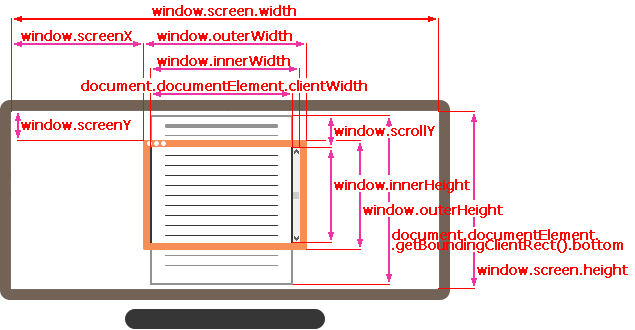 window.screen.width
window.screenX
window.outerWidth
window.innerWidth
document.documentElement.clientWidth
window.screenY
window.scrollY
window.innerHeight
window.outerHeight
document.documentElement.
.getBoundingClientRect().bottom
window.screen.height